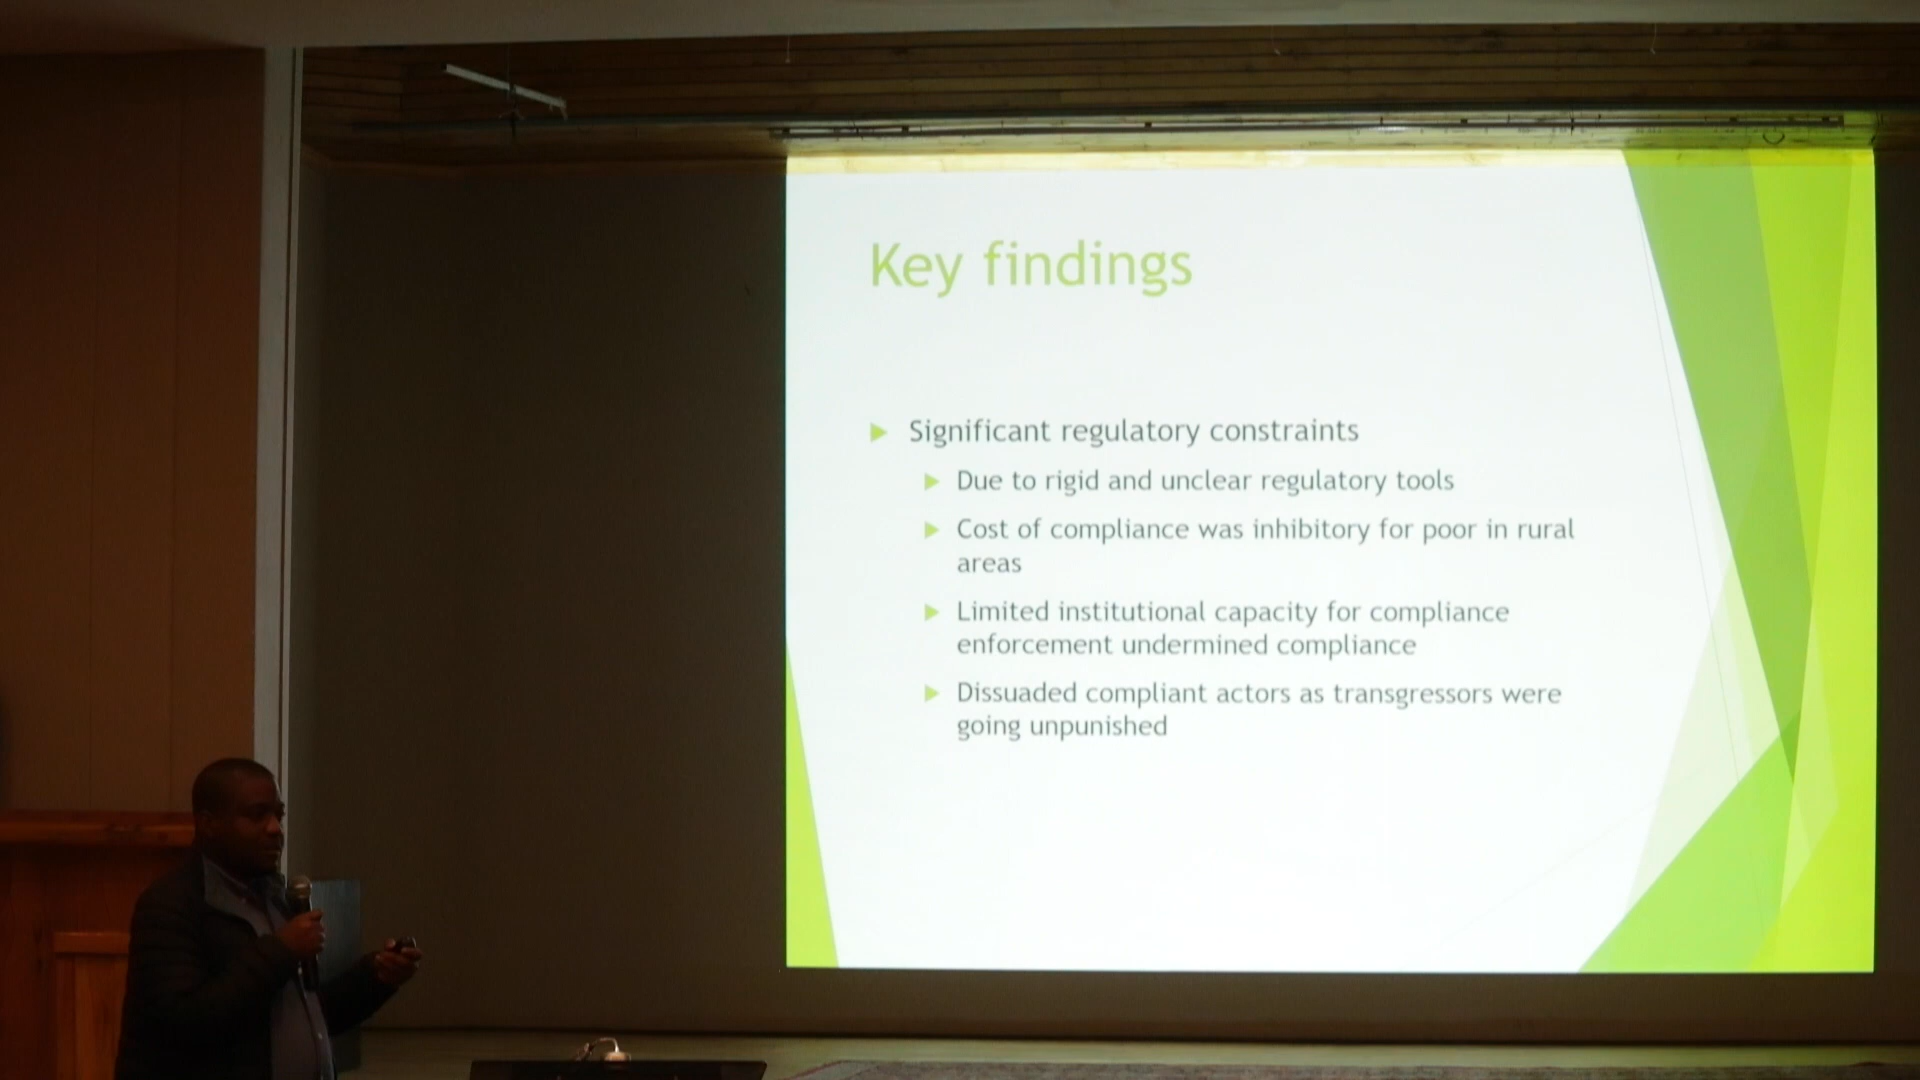 Key findings
Significant regulatory constraints
Due to rigid and unclear regulatory tools
Cost of compliance was inhibitory for poor in rural
areas
Limited institutional capacity for compliance
enforcement undermined compliance
Dissuaded compliant actors as transgressors were
going unpunished